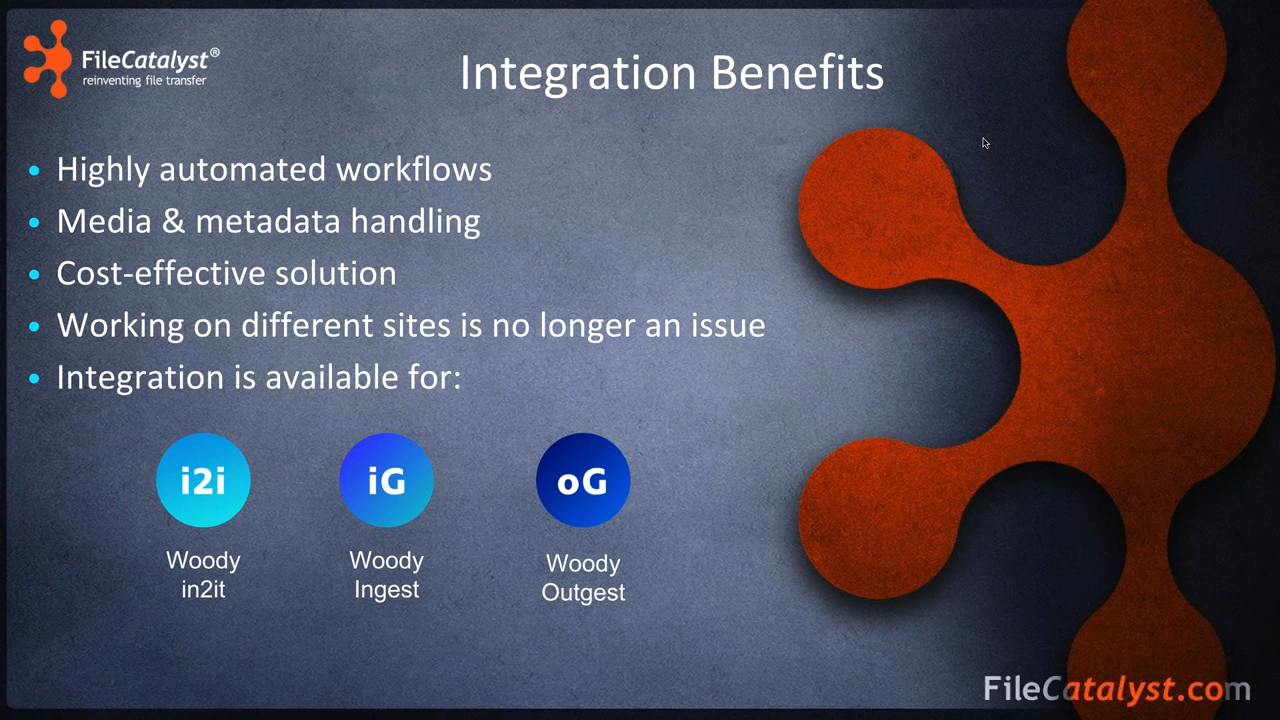 FileCatalyst®
reinventing file transfer
Integration Benefits
• Highly automated workflows
• Media & metadata handling
• Cost-effective solution
• Working on different sites is no longer an issue
• Integration is available for:
i2i
iG
oG
Woody
in2it
Woody
Ingest
Woody
Outgest
FileCatalyst.com